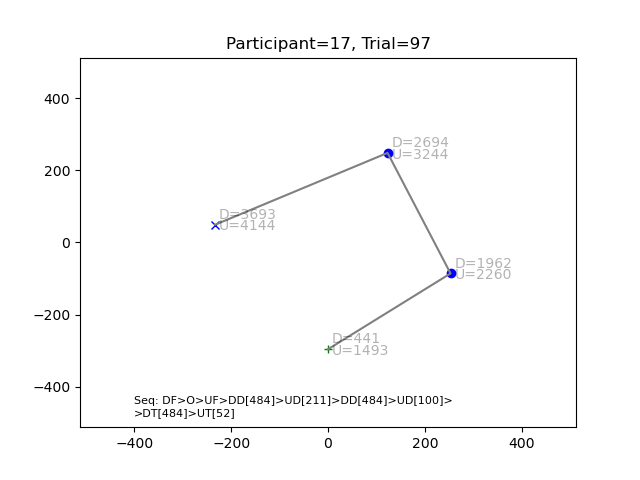 Participant=17, Trial=97
400
200
0
−200
−400
D=2694
U=3244
D=3693
U=4144
D=1962
U=2260
D=441
U=1493
Seq: DF>O>UF>DD[484]>UD[211]>DD[484]>UD[100]>
>DT[484]>UT[52]
−400
−200
0
200
400